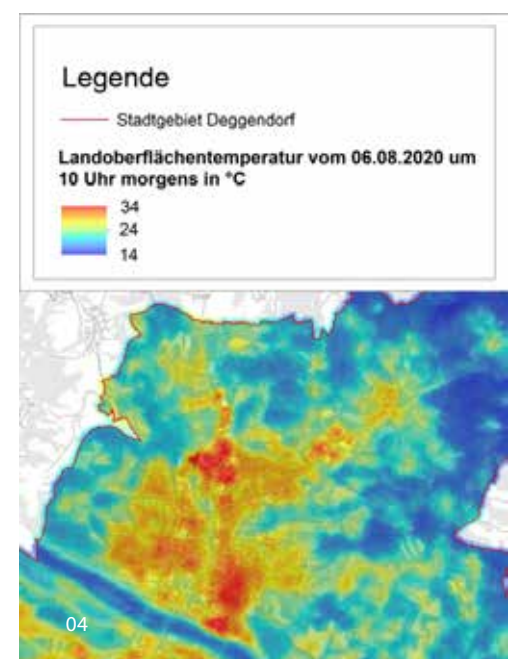 Legende
Stadtgebiet Deggendorf
Landoberflächentemperatur vom 06.08.2020 um
10 Uhr morgens in °C
34
24
14
04